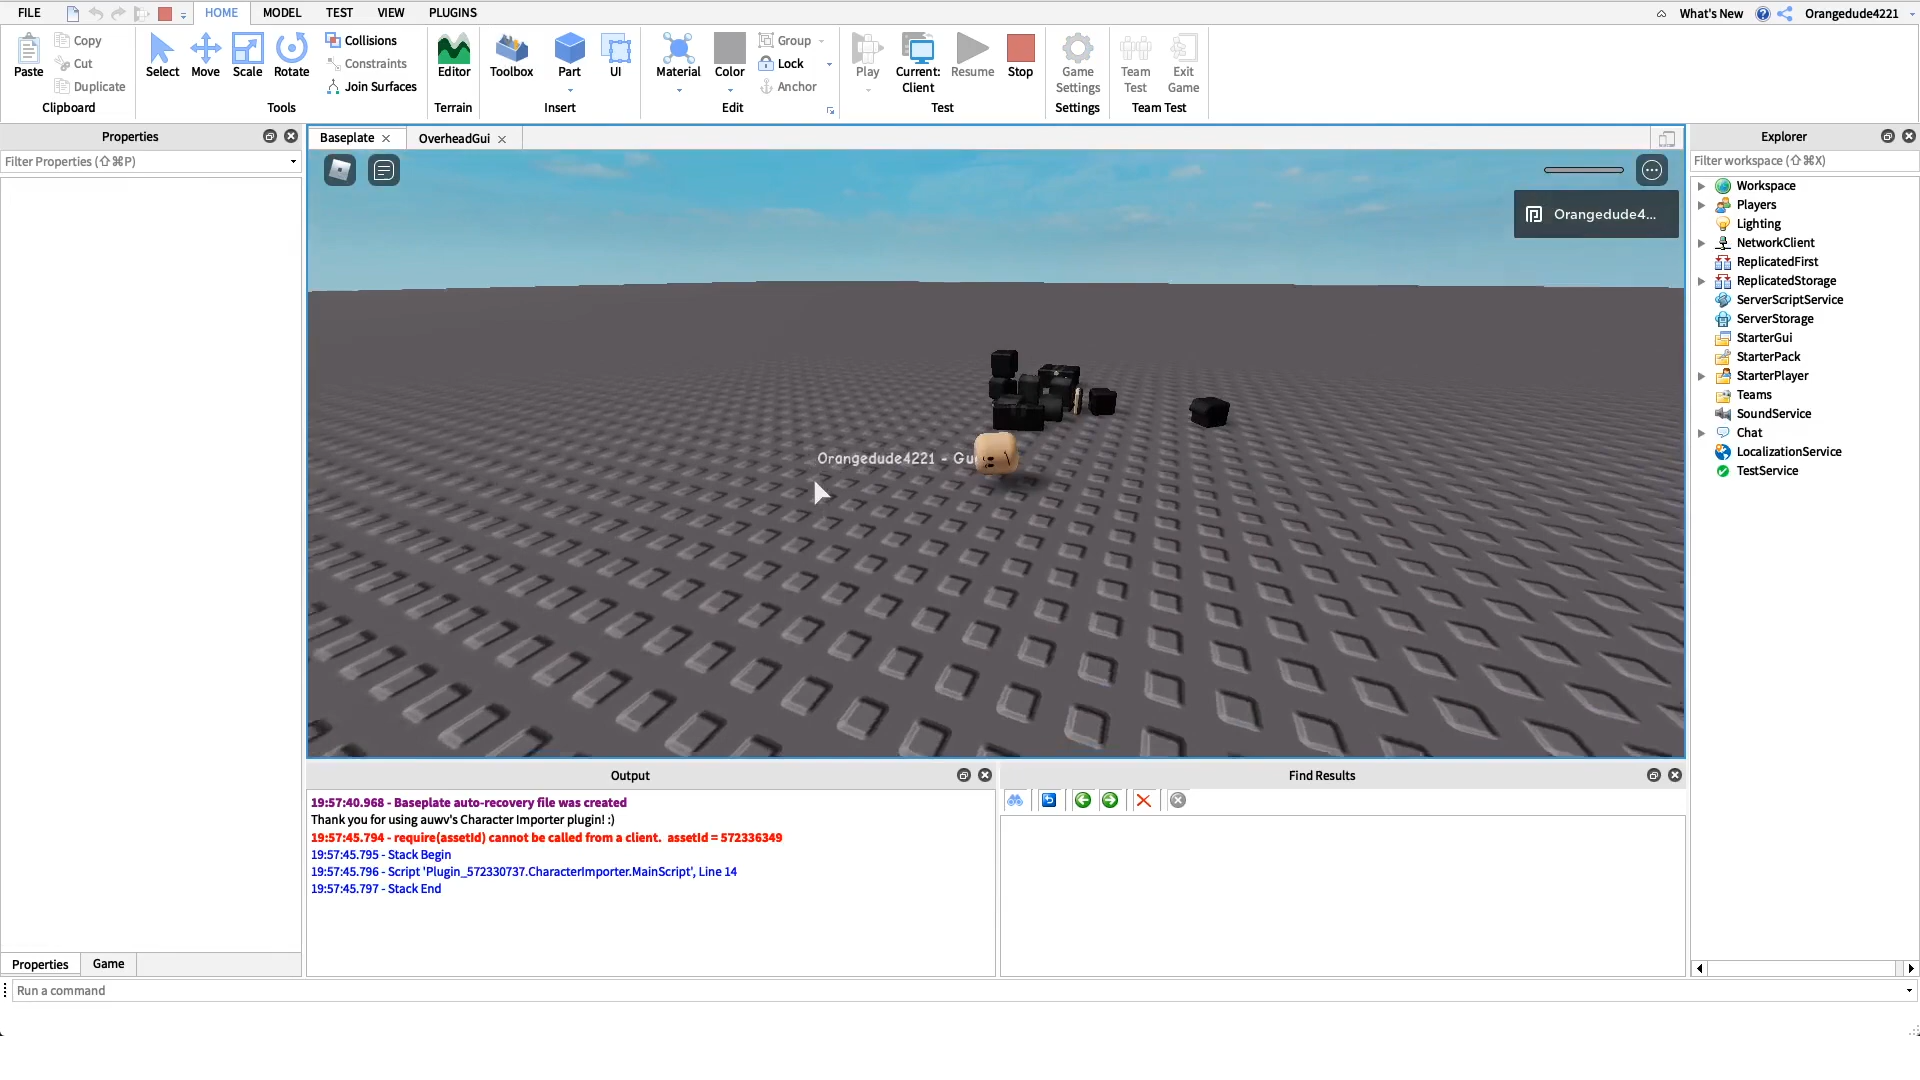 FILE
HOME
MODEL
TEST
VIEW
PLUGINS
What's New
Orangedude4221
Paste
Copy
Cut
Duplicate
Clipboard
Select
Move
Scale
Rotate
Collisions
Constraints
Join Surfaces
Tools
Editor
Terrain
Toolbox
Part
UI
Insert
Material
Color
Group
Lock
Anchor
Edit
Play
Current:
Client
Resume
Stop
Test
Game
Settings
Settings
Team
Test
Exit
Game
Team Test
Properties
Filter Properties (⇧⌘P)
Baseplate
OverheadGui
Orangedude4...
Orangedude4221 - Gu
Explorer
Filter workspace (⇧⌘X)
Workspace
Players
Lighting
NetworkClient
ReplicatedFirst
ReplicatedStorage
ServerScriptService
ServerStorage
StarterGui
StarterPack
StarterPlayer
Teams
SoundService
Chat
LocalizationService
TestService
Output
19:57:40.968 - Baseplate auto-recovery file was created
Thank you for using auwv's Character Importer plugin! :)
19:57:45.794 - require(assetId) cannot be called from a client.  assetId = 572336349
19:57:45.795 - Stack Begin
19:57:45.796 - Script 'Plugin_572330737.CharacterImporter.MainScript', Line 14
19:57:45.797 - Stack End
Find Results
Properties
Game
Run a command